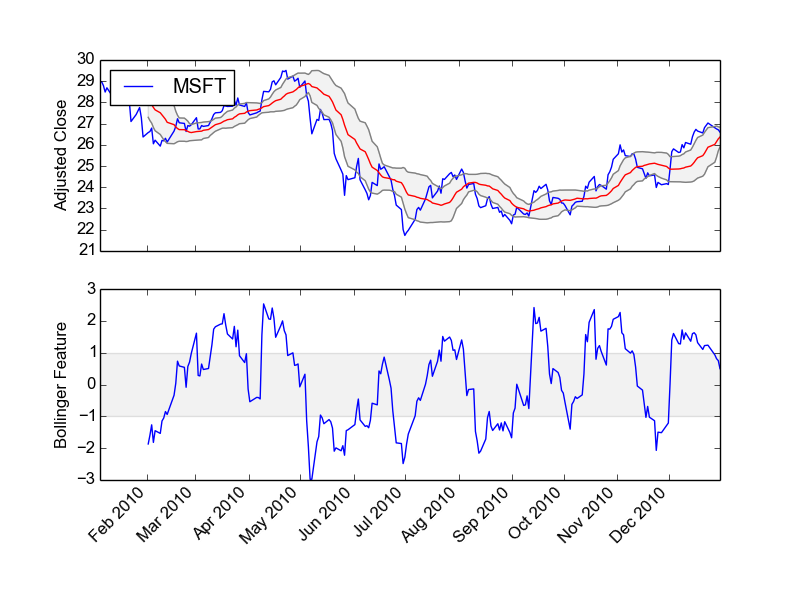 30
29
28
27
26
25
24
23
22
21
Adjusted Close
MSFT
3
2
1
0
−1
−2
−3
Bollinger Feature
Feb 2010
Mar 2010
Apr 2010
May 2010
Jun 2010
Jul 2010
Aug 2010
Sep 2010
Oct 2010
Nov 2010
Dec 2010